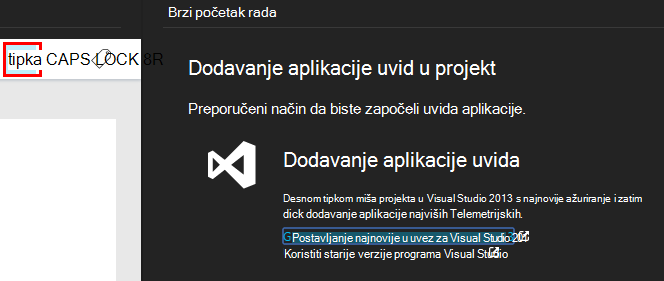 Brzi početak rada
tipka CAPS LOCK 8R
Dodavanje aplikacije uvid u projekt
Preporučeni način da biste započeli uvida aplikacije.
Dodavanje aplikacije uvida
Desnom tipkom miša projekta u Visual Studio 2013 s najnovije ažuriranje i zatim
dick dodavanje aplikacije najviših Telemetrijskih.
Postavljanje najnovije u uvez za Visual Studio 201
Koristiti starije verzije programa Visual Studio